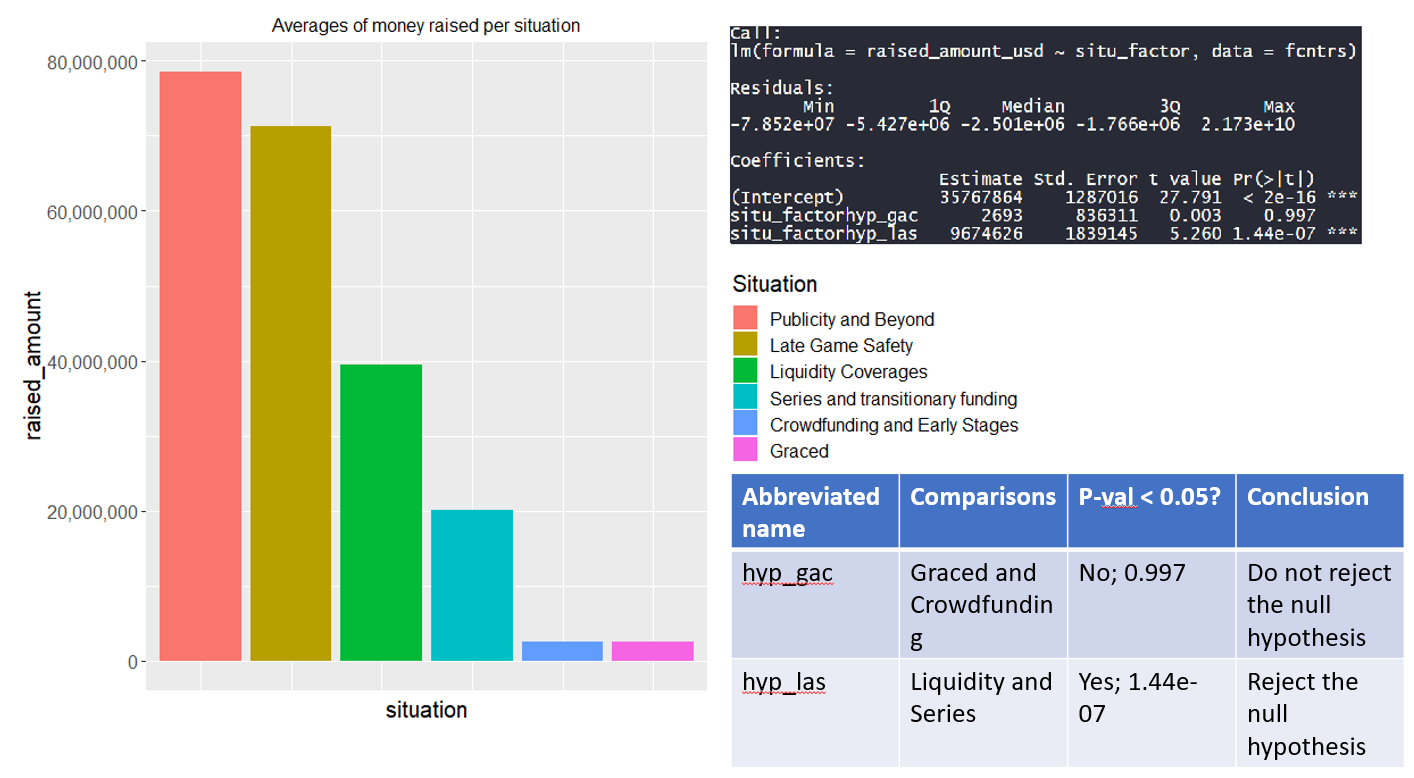 Averages of money raised per situation
80,000,000
60,000,000
40,000,000
20,000,000
0
raised_amount
situation
Call:
lm(formula = raised_amount_usd ~ situ_factor, data = fcntrs)
Residuals:
Min 1Q Median 3Q Max
-7.852e+07 -5.427e+06 -2.501e+06 -1.766e+06 2.173e+10
Coefficients:
Estimate Std. Error t value Pr(>|t|)
(Intercept) 35767864 1287016 27.791 < 2e-16 ***
situ_factorhyp_gac 2693 836311 0.003 0.997
situ_factorhyp_las 9674626 1839145 5.260 1.44e-07 ***
Situation
Publicity and Beyond
Late Game Safety
Liquidity Coverages
Series and transitionary funding
Crowdfunding and Early Stages
Graced
Abbreviated
name
Comparisons
P-val < 0.05?
Conclusion
hyp_gac
Graced and
Crowdfundin
g
No; 0.997
Do not reject
the null
hypothesis
hyp_las
Liquidity and
Series
Yes; 1.44e-
07
Reject the
null
hypothesis